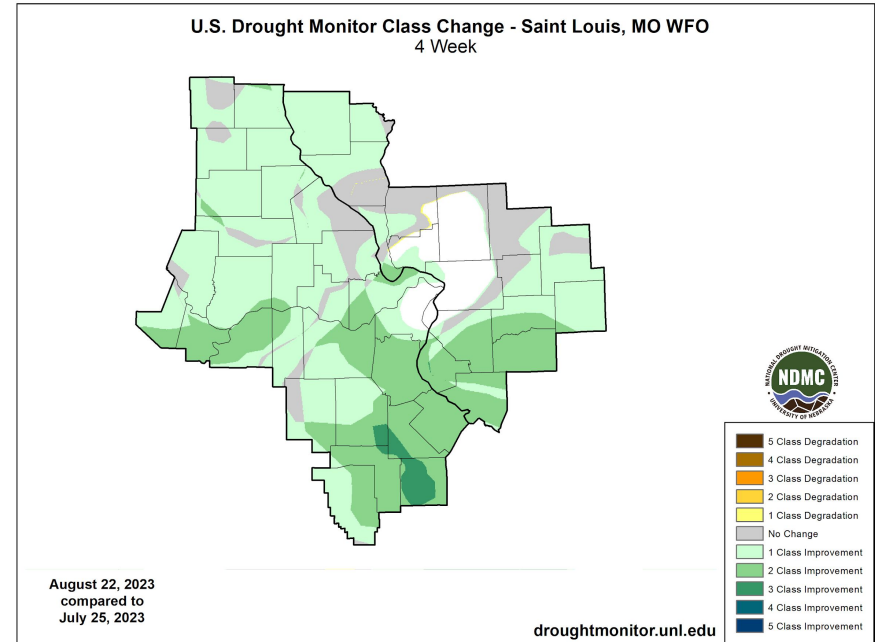 U.S. Drought Monitor Class Change - Saint Louis, MO WFO
4 Week
NATIONAL DROUGHT MITIGATION CENTER
NDMC
UNIVERSITY OF NEBRASKA
5 Class Degradation
4 Class Degradation
3 Class Degradation
2 Class Degradation
1 Class Degradation
No Change
1 Class Improvement
2 Class Improvement
3 Class Improvement
4 Class Improvement
5 Class Improvement
August 22, 2023
compared to
July 25, 2023
droughtmonitor.unl.edu